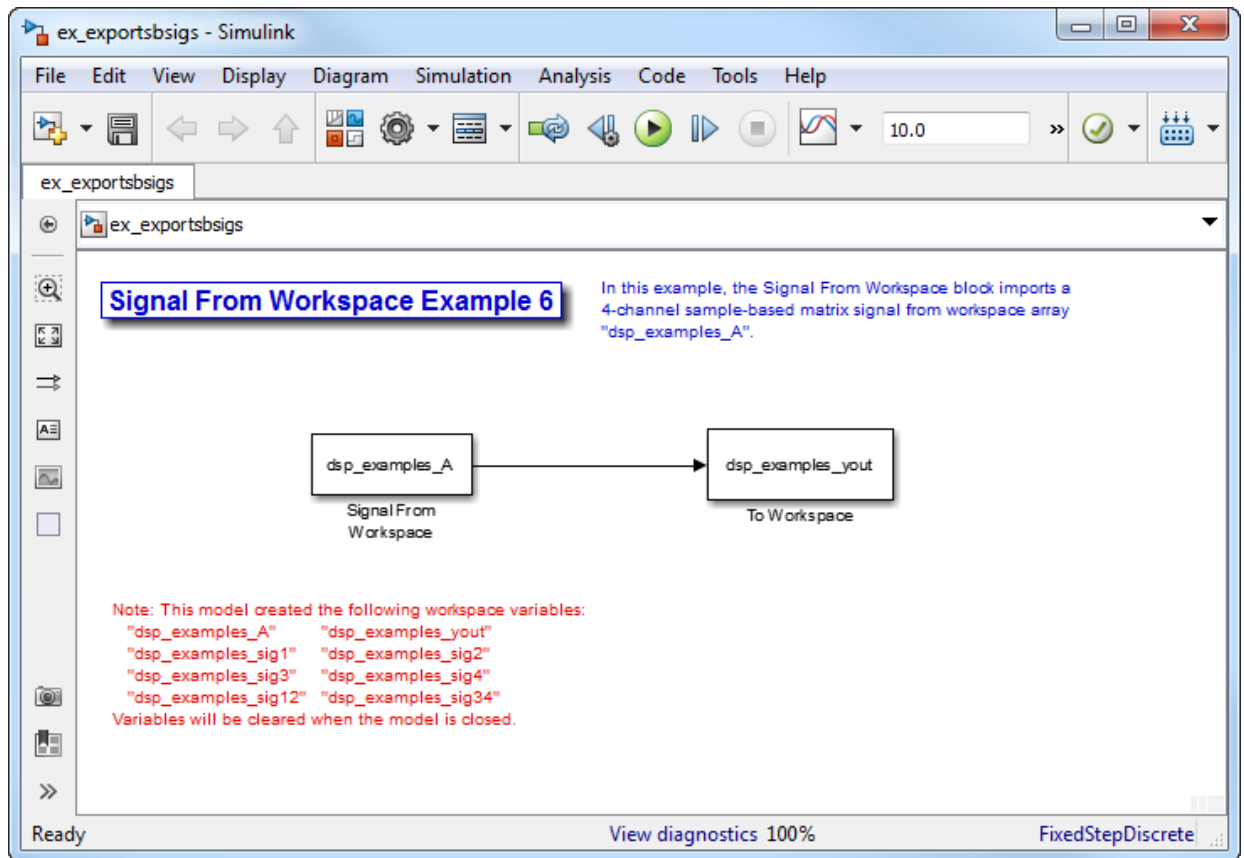 ex_exportsbsigs - Simulink
File Edit View Display Diagram Simulation Analysis Code Tools Help
10.0 »
ex_exportsbsigs
ex_exportsbsigs
Signal From Workspace Example 6
In this example, the Signal From Workspace block imports a
4-channel sample-based matrix signal from workspace array
"dsp_examples_A".
dsp_examples_A
Signal From
Workspace
dsp_examples_yout
To Workspace
Note: This model created the following workspace variables:
"dsp_examples_A" "dsp_examples_yout"
"dsp_examples_sig1" "dsp_examples_sig2"
"dsp_examples_sig3" "dsp_examples_sig4"
"dsp_examples_sig12" "dsp_examples_sig34"
Variables will be cleared when the model is closed.
Ready View diagnostics 100% FixedStepDiscrete